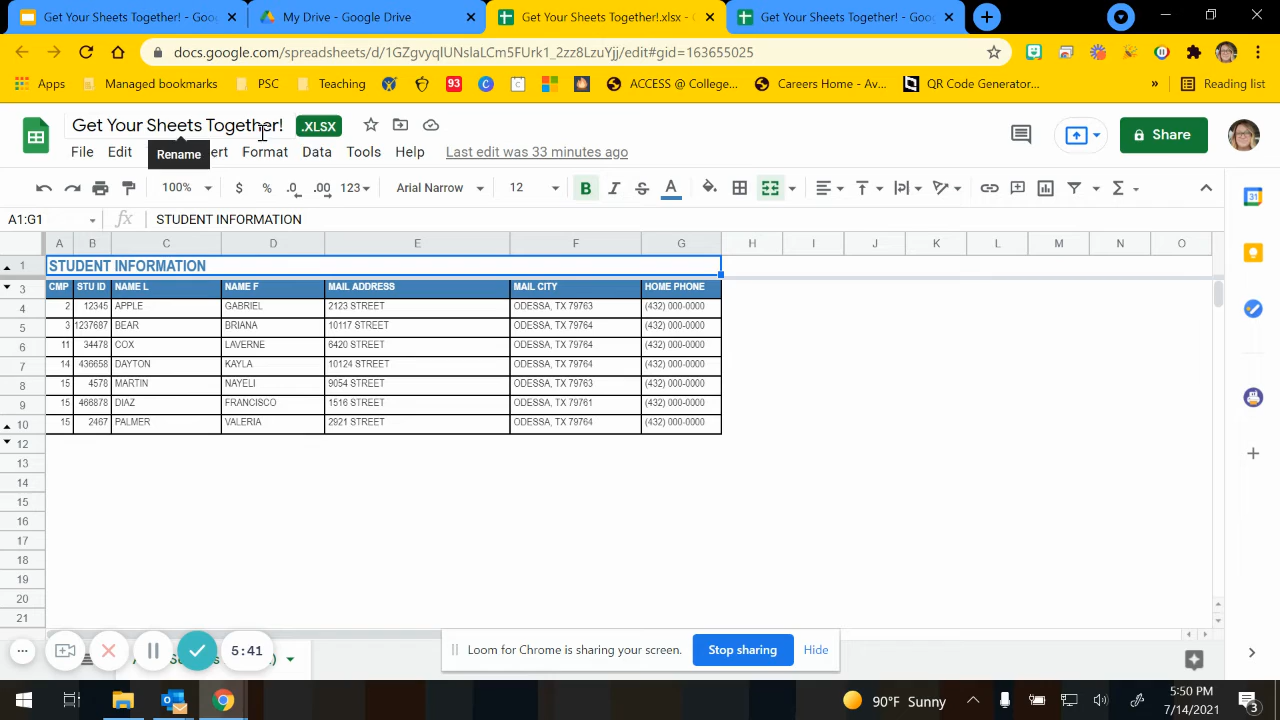 Get Your Sheets Together! - Goo
My Drive - Google Drive
Get Your Sheets Together!.xlsx -
Get Your Sheets Together! - Goo
docs.google.com/spreadsheets/d/1GZgvyqlUNslaLCm5FUrk1_2zz8LzuYjj/edit#gid=163655025
Apps
Managed bookmarks
PSC
Teaching
93
ACCESS @ College...
Careers Home - Av...
QR Code Generator...
»
Reading list
Get Your Sheets Together!
.XLSX
Share
File
Edit
ert
Format
Data
Tools
Help
Last edit was 33 minutes ago
Rename
100%
$
%
.0
.00
123
Arial Narrow
12
B
I
S
A
Σ
A1:G1
fx
STUDENT INFORMATION
A B C D E F G H I J K L M N O
1 STUDENT INFORMATION
3 CMP STU ID NAME L NAME F MAIL ADDRESS MAIL CITY HOME PHONE
4 2 12345 APPLE GABRIEL 2123 STREET ODESSA, TX 79763 (432) 000-0000
5 3 1237687 BEAR BRIANA 10117 STREET ODESSA, TX 79764 (432) 000-0000
6 11 34478 COX LAVERNE 6420 STREET ODESSA, TX 79764 (432) 000-0000
7 14 436658 DAYTON KAYLA 10124 STREET ODESSA, TX 79764 (432) 000-0000
8 15 4578 MARTIN NAYELI 9054 STREET ODESSA, TX 79763 (432) 000-0000
9 15 466878 DIAZ FRANCISCO 1516 STREET ODESSA, TX 79761 (432) 000-0000
10 15 2467 PALMER VALERIA 2921 STREET ODESSA, TX 79764 (432) 000-0000
12
13
14
15
16
17
18
19
20
21
5:41
Loom for Chrome is sharing your screen.
Stop sharing
Hide
90°F Sunny
5:50 PM
7/14/2021
3
31